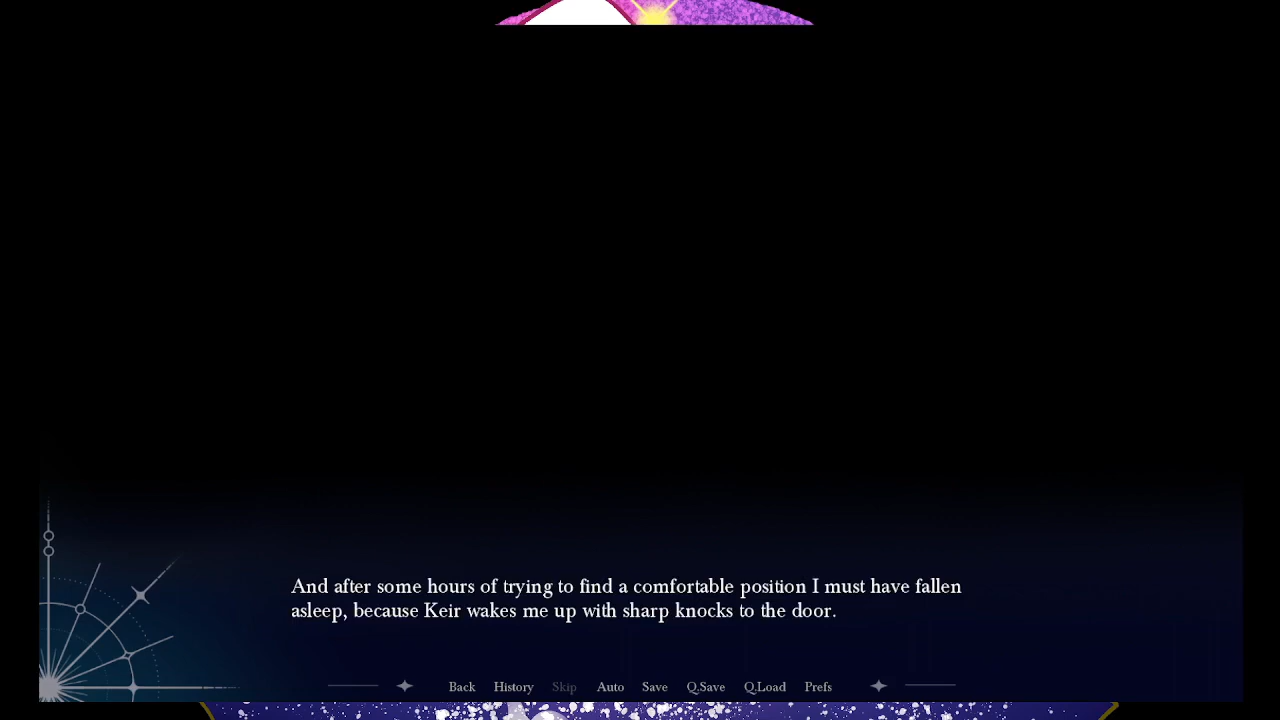 And after some hours of trying to find a comfortable position I must have fallen
asleep, because Keir wakes me up with sharp knocks to the door.
Back History Skip Auto Save Q.Save Q.Load Prefs